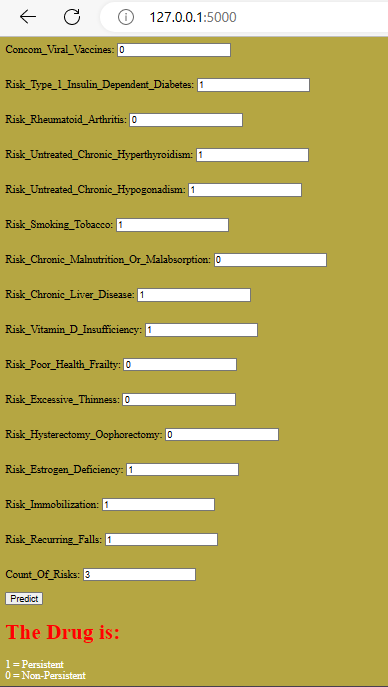 127.0.0.1:5000
Concom_Viral_Vaccines: 0
Risk_Type_1_Insulin_Dependent_Diabetes: 1
Risk_Rheumatoid_Arthritis: 0
Risk_Untreated_Chronic_Hyperthyroidism: 1
Risk_Untreated_Chronic_Hypogonadism: 1
Risk_Smoking_Tobacco: 1
Risk_Chronic_Malnutrition_Or_Malabsorption: 0
Risk_Chronic_Liver_Disease: 1
Risk_Vitamin_D_Insufficiency: 1
Risk_Poor_Health_Frailty: 0
Risk_Excessive_Thinness: 0
Risk_Hysterectomy_Oophorectomy: 0
Risk_Estrogen_Deficiency: 1
Risk_Immobilization: 1
Risk_Recurring_Falls: 1
Count_Of_Risks: 3
Predict
The Drug is:
1 = Persistent
0 = Non-Persistent